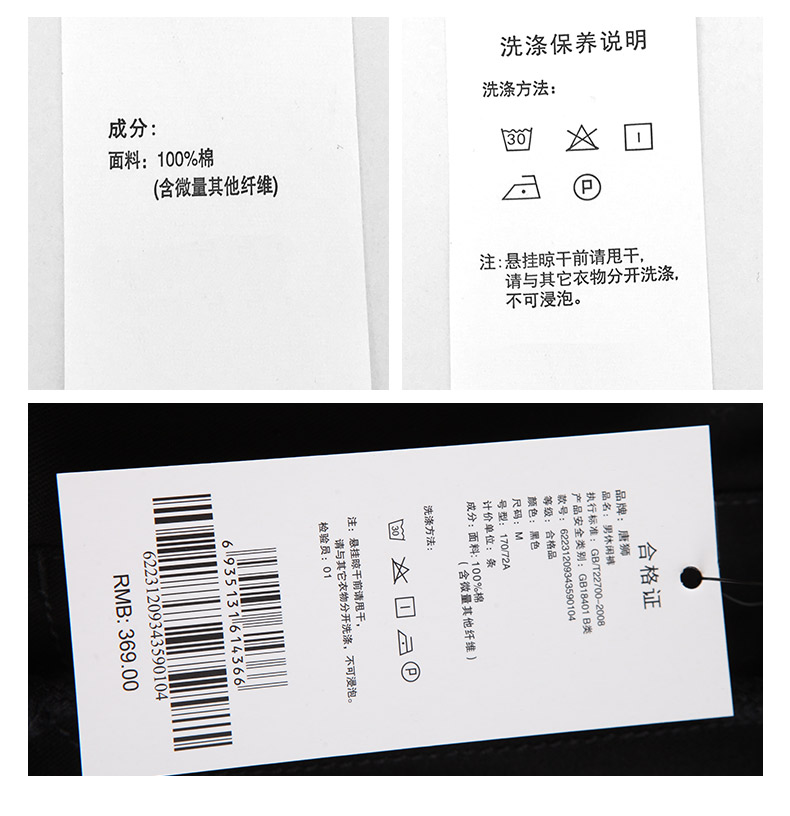 成分:
面料: 100%棉
(含微量其他纤维)
洗涤保养说明
洗涤方法:
30
P
注:悬挂晾干前请甩干,
请与其它衣物分开洗涤,
不可浸泡。
合格证
品牌: 唐狮
品名: 男休闲裤
执行标准: GB/T22700-2008
产品安全类别: GB18401 B类
款号: 62231209343590104
等级: 合格品
颜色: 黑色
尺码: M
号型: 170/72A
计价单位: 条
成分: 面料:100%棉
(含微量其他纤维)
洗涤方法:
30
P
注: 悬挂晾干前请甩干,
请与其它衣物分开洗涤, 不可浸泡。
检验员: 01
6935131614366
62231209343590104
RMB: 369.00